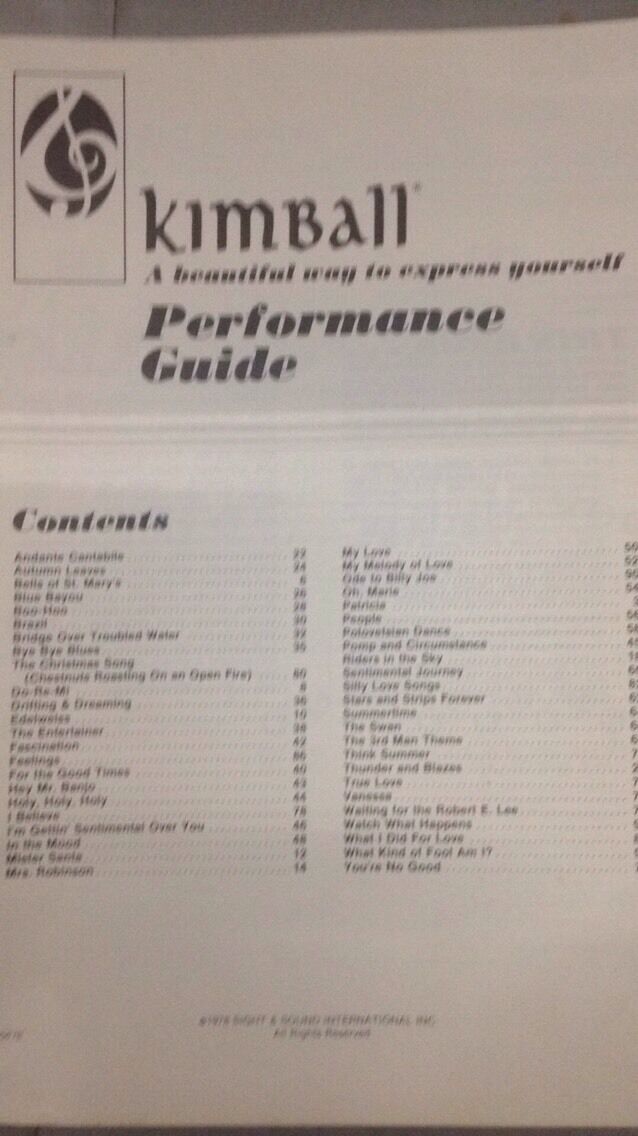 Kimball®
A beautiful way to express yourself
Performance
Guide
Contents
Andante Cantabile 22
Autumn Leaves 24
Bells of St. Mary's 6
Blue Bayou 26
Boo-Hoo 28
Brazil 30
Bridge Over Troubled Water 32
Bye Bye Blues 35
The Christmas Song
(Chestnuts Roasting On an Open Fire) 60
Do-Re-Mi 8
Drifting & Dreaming 36
Edelweiss 10
The Entertainer 38
Fascination 42
Feelings 66
For the Good Times 40
Hey Mr. Banjo 43
Holy, Holy, Holy 44
I Believe 78
I'm Gettin' Sentimental Over You 46
In the Mood 68
Mister Santa 12
Mrs. Robinson 14
My Love
My Melody of Love
Ode to Billy Joe
Oh, Marie
Patricia
People
Polovetsian Dance
Pomp and Circumstance
Riders in the Sky
Sentimental Journey
Silly Love Songs
Stars and Strips Forever
Summertime
The Swan
The 3rd Man Theme
Think Summer
Thunder and Blazes
True Love
Vanessa
Waiting for the Robert E. Lee
Watch What Happens
What I Did For Love
What Kind of Fool Am I?
You're No Good
SIGHT & SOUND INTERNATIONAL INC.
All Rights Reserved